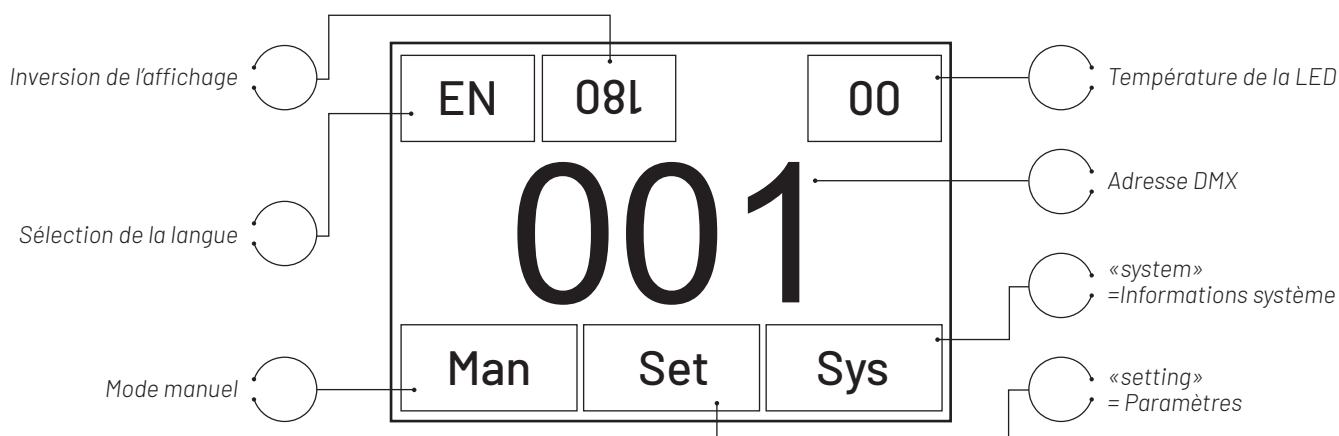 Inversion de l'affichage
Sélection de la langue
Mode manuel
EN
180
00
001
Man
Set
Sys
Température de la LED
Adresse DMX
«system»
=Informations système
«setting»
= Paramètres